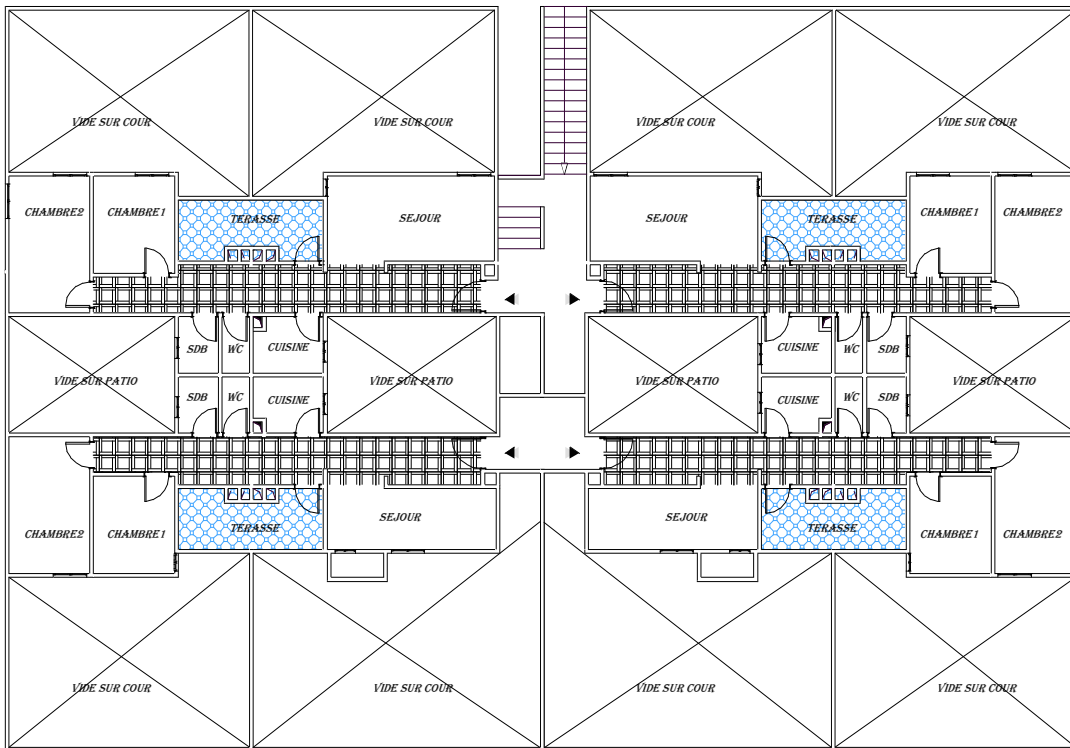 VIDE SUR COUR
VIDE SUR COUR
VIDE SUR COUR
VIDE SUR COUR
CHAMBRE2
CHAMBRE1
TERASSE
SEJOUR
SEJOUR
TERASSE
CHAMBRE1
CHAMBRE2
SDB
WC
CUISINE
CUISINE
WC
SDB
VIDE SUR PATIO
VIDE SUR PATIO
VIDE SUR PATIO
VIDE SUR PATIO
SDB
WC
CUISINE
CUISINE
WC
SDB
CHAMBRE2
CHAMBRE1
TERASSE
SEJOUR
SEJOUR
TERASSE
CHAMBRE1
CHAMBRE2
VIDE SUR COUR
VIDE SUR COUR
VIDE SUR COUR
VIDE SUR COUR